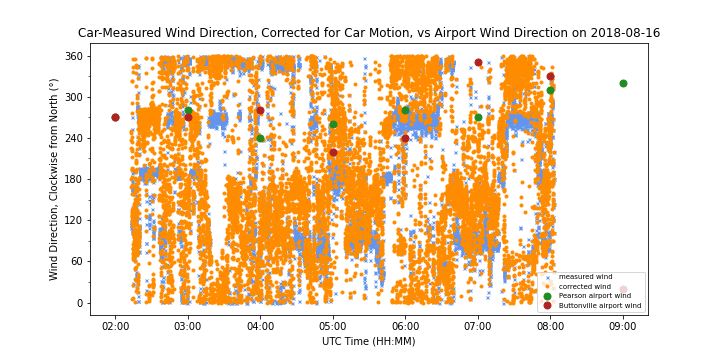 Car-Measured Wind Direction, Corrected for Car Motion, vs Airport Wind Direction on 2018-08-16
Wind Direction, Clockwise from North (°)
360
300
240
180
120
60
0
measured wind
corrected wind
Pearson airport wind
Buttonville airport wind
02:00 03:00 04:00 05:00 06:00 07:00 08:00 09:00
UTC Time (HH:MM)